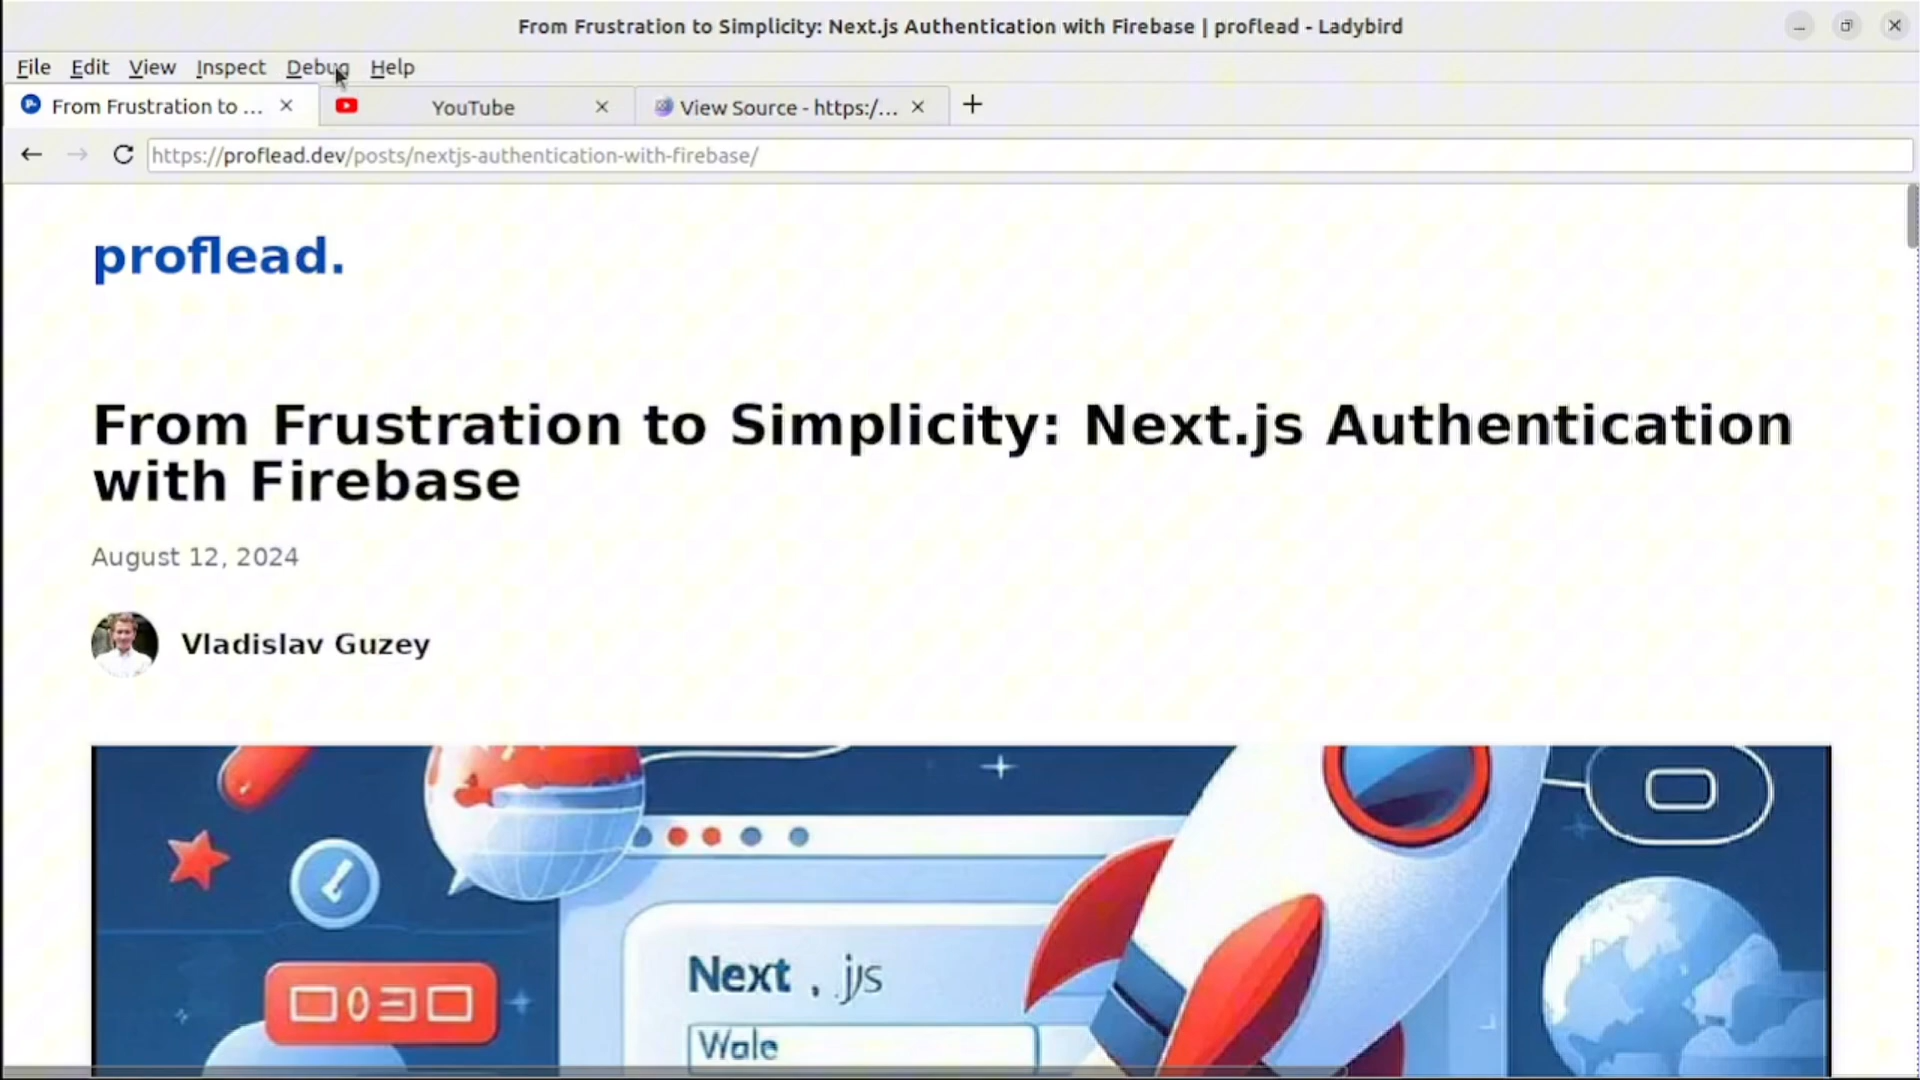 From Frustration to Simplicity: Next.js Authentication with Firebase | proflead - Ladybird
File Edit View Inspect Debug Help
From Frustration to ... YouTube View Source - https:/...
https://proflead.dev/posts/nextjs-authentication-with-firebase/
proflead.
From Frustration to Simplicity: Next.js Authentication
with Firebase
August 12, 2024
Vladislav Guzey
Next . js
Wale